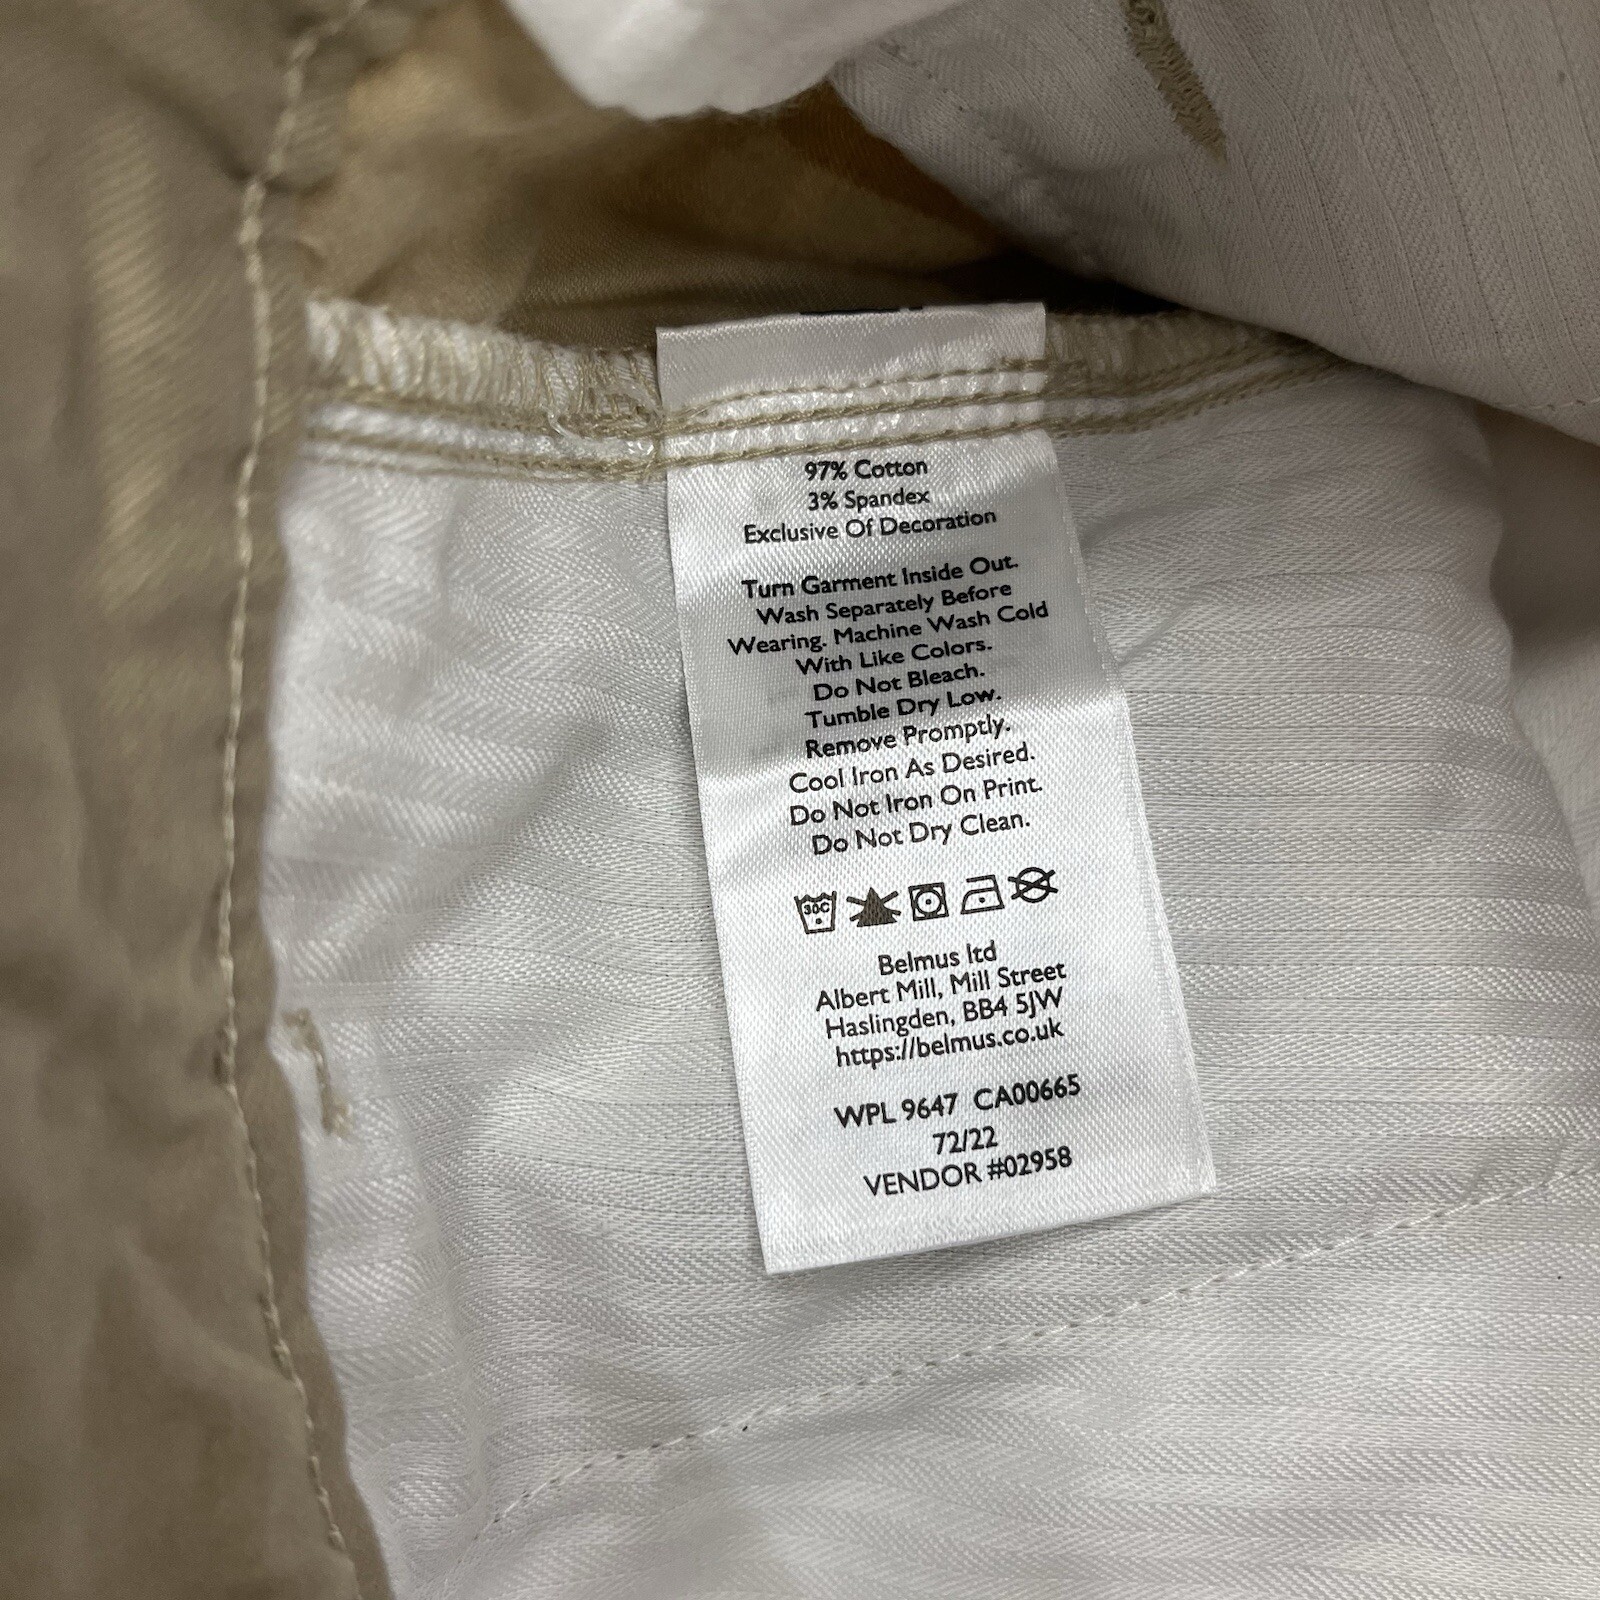 97% Cotton
3% Spandex
Exclusive Of Decoration
Turn Garment Inside Out.
Wash Separately Before
Wearing. Machine Wash Cold
With Like Colors.
Do Not Bleach.
Tumble Dry Low.
Remove Promptly.
Cool Iron As Desired.
Do Not Iron On Print.
Do Not Dry Clean.
30C
Belmus ltd
Albert Mill, Mill Street
Haslingden, BB4 5JW
https://belmus.co.uk
WPL 9647 CA00665
72/22
VENDOR #02958